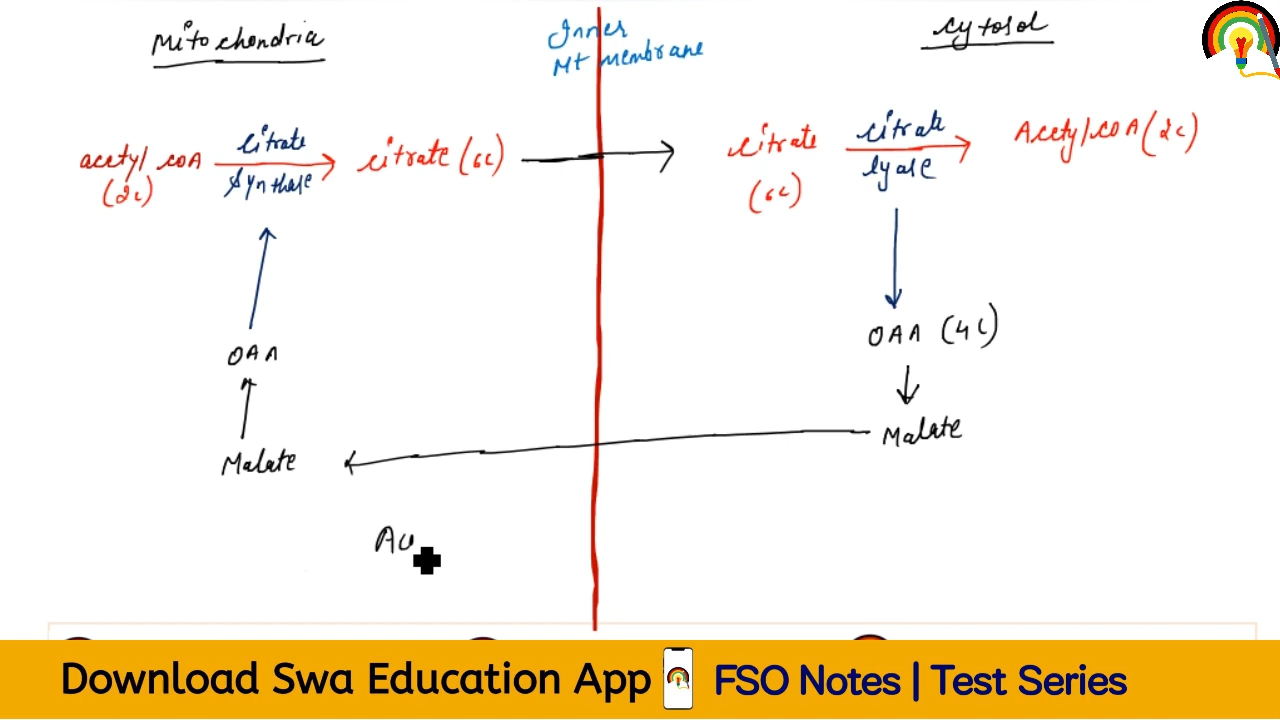 Mitochondria
Inner
Mt membrane
Cytosol
acetyl COA
(2C)
Citrate
Synthase
Citrate (6C)
Citrate
(6C)
Citrate
lyase
Acetyl COA (2C)
OAA
OAA (4C)
Malate
Malate
Ac
Download Swa Education App
FSO Notes | Test Series